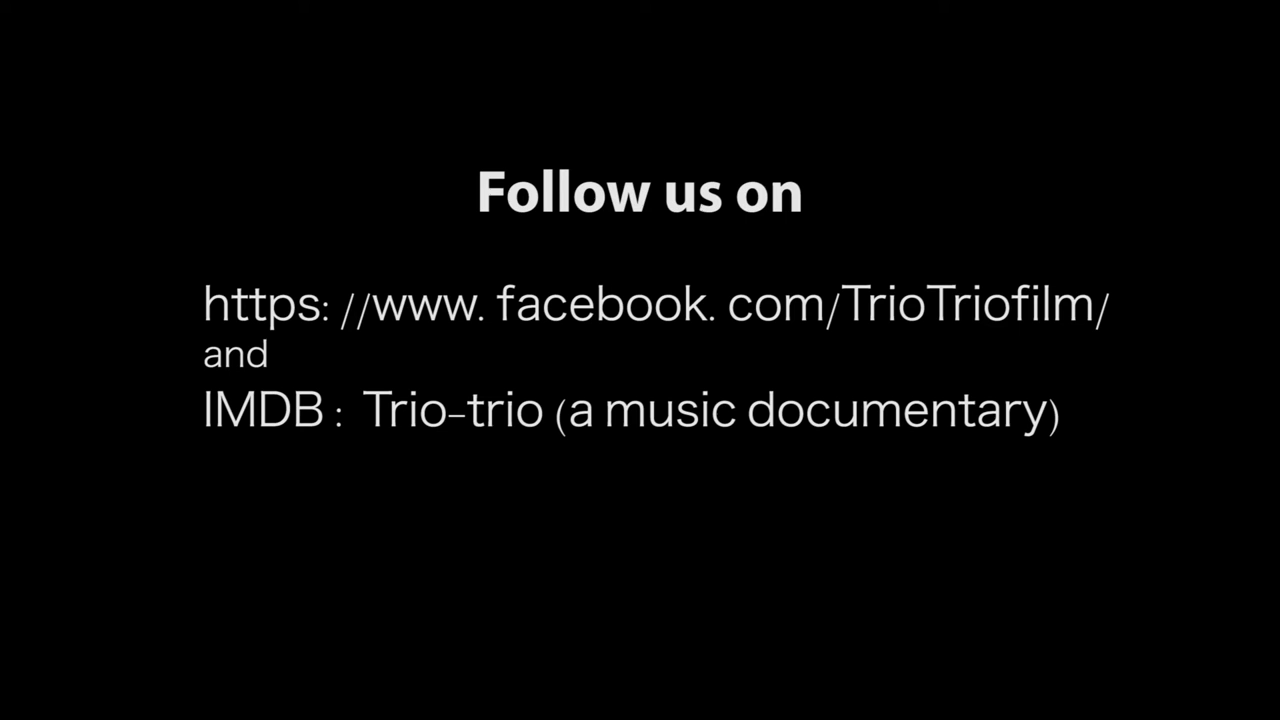 Follow us on
https: //www. facebook. com/TrioTriofilm/
and
IMDB : Trio-trio (a music documentary)